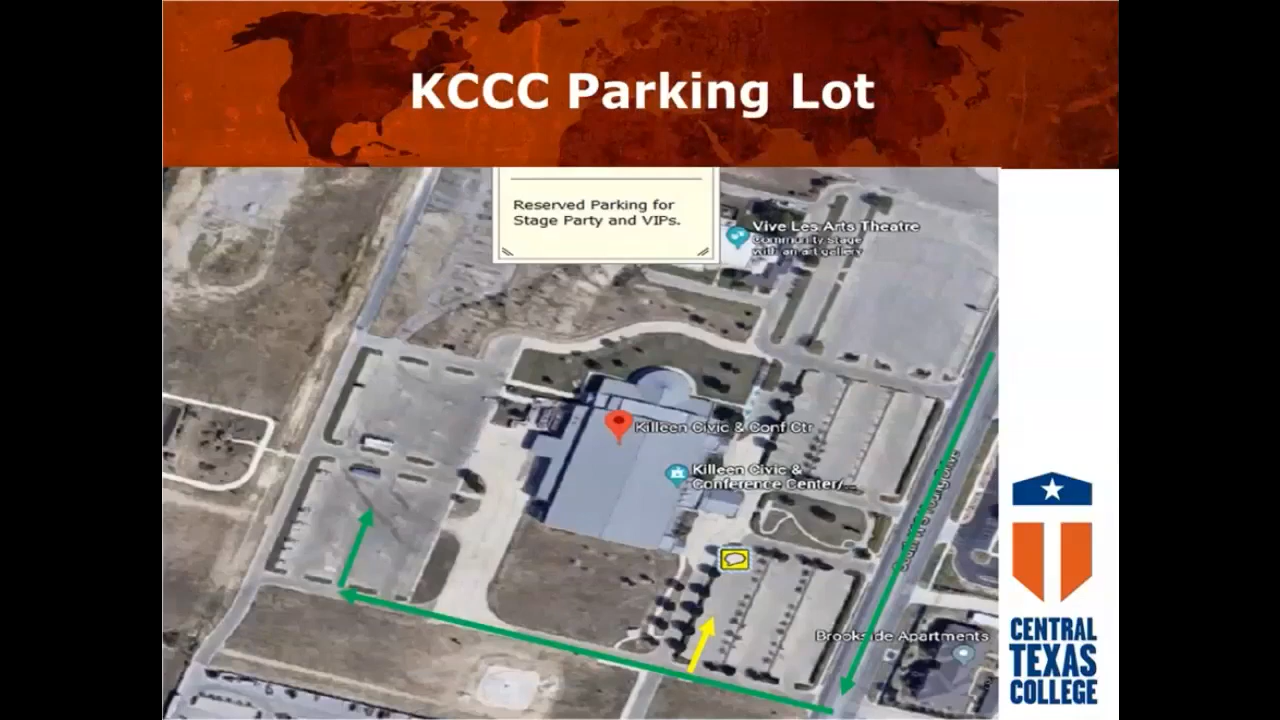 KCCC Parking Lot
Reserved Parking for
Stage Party and VIPs.
Vive Les Arts Theatre
Community stage
with an art gallery
Killeen Civic & Conf Ctr
Killeen Civic &
Conference Center/...
Brookside Apartments
CENTRAL
TEXAS
COLLEGE